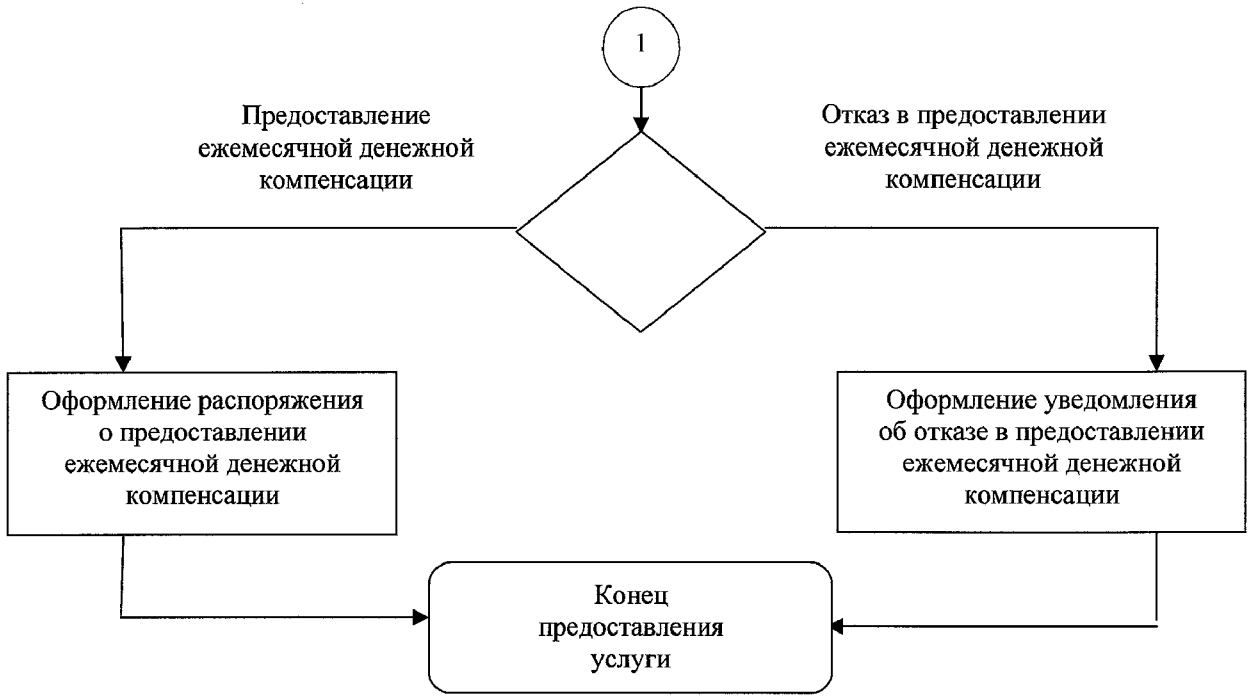 1
Предоставление
ежемесячной денежной
компенсации
Отказ в предоставлении
ежемесячной денежной
компенсации
Оформление распоряжения
о предоставлении
ежемесячной денежной
компенсации
Оформление уведомления
об отказе в предоставлении
ежемесячной денежной
компенсации
Конец
предоставления
услуги